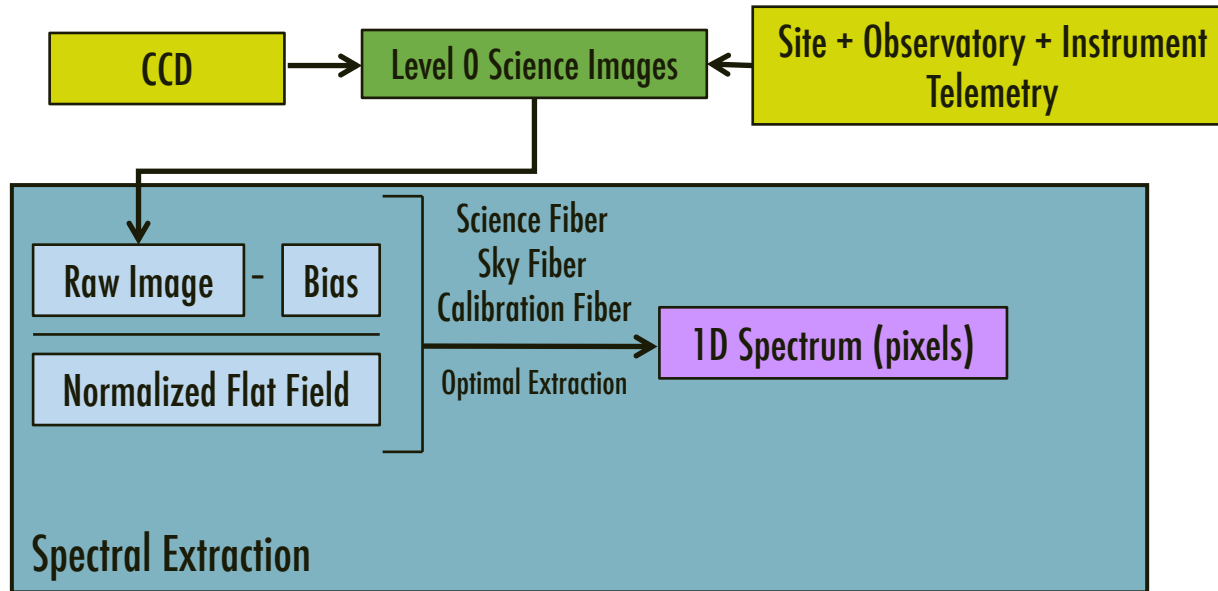 CCD
Level 0 Science Images
Site + Observatory + Instrument
Telemetry
Raw Image - Bias
Normalized Flat Field
Science Fiber
Sky Fiber
Calibration Fiber
Optimal Extraction
1D Spectrum (pixels)
Spectral Extraction